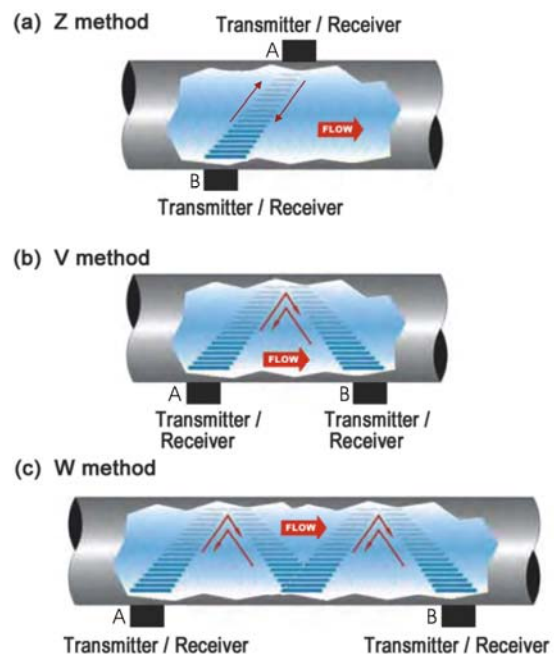 (a) Z method
Transmitter / Receiver
A
FLOW
B
Transmitter / Receiver
(b) V method
FLOW
A
B
Transmitter /
Receiver
Transmitter /
Receiver
(c) W method
FLOW
A
B
Transmitter / Receiver
Transmitter / Receiver